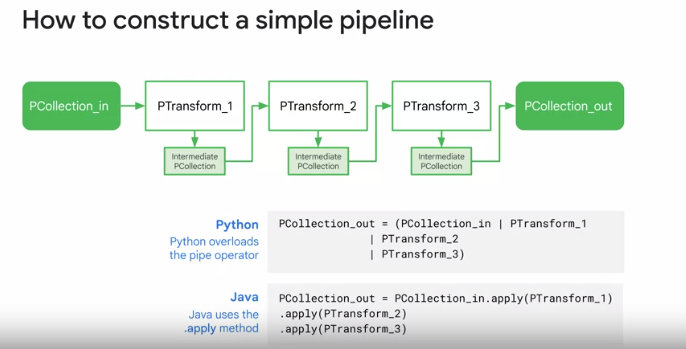 How to construct a simple pipeline
PCollection_in
PTransform_1
PTransform_2
PTransform_3
PCollection_out
Intermediate
PCollection
Intermediate
PCollection
Intermediate
PCollection
Python
Python overloads
the pipe operator
PCollection_out = (PCollection_in | PTransform_1
| PTransform_2
| PTransform_3)
Java
Java uses the
.apply method
PCollection_out = PCollection_in.apply(PTransform_1)
.apply(PTransform_2)
.apply(PTransform_3)